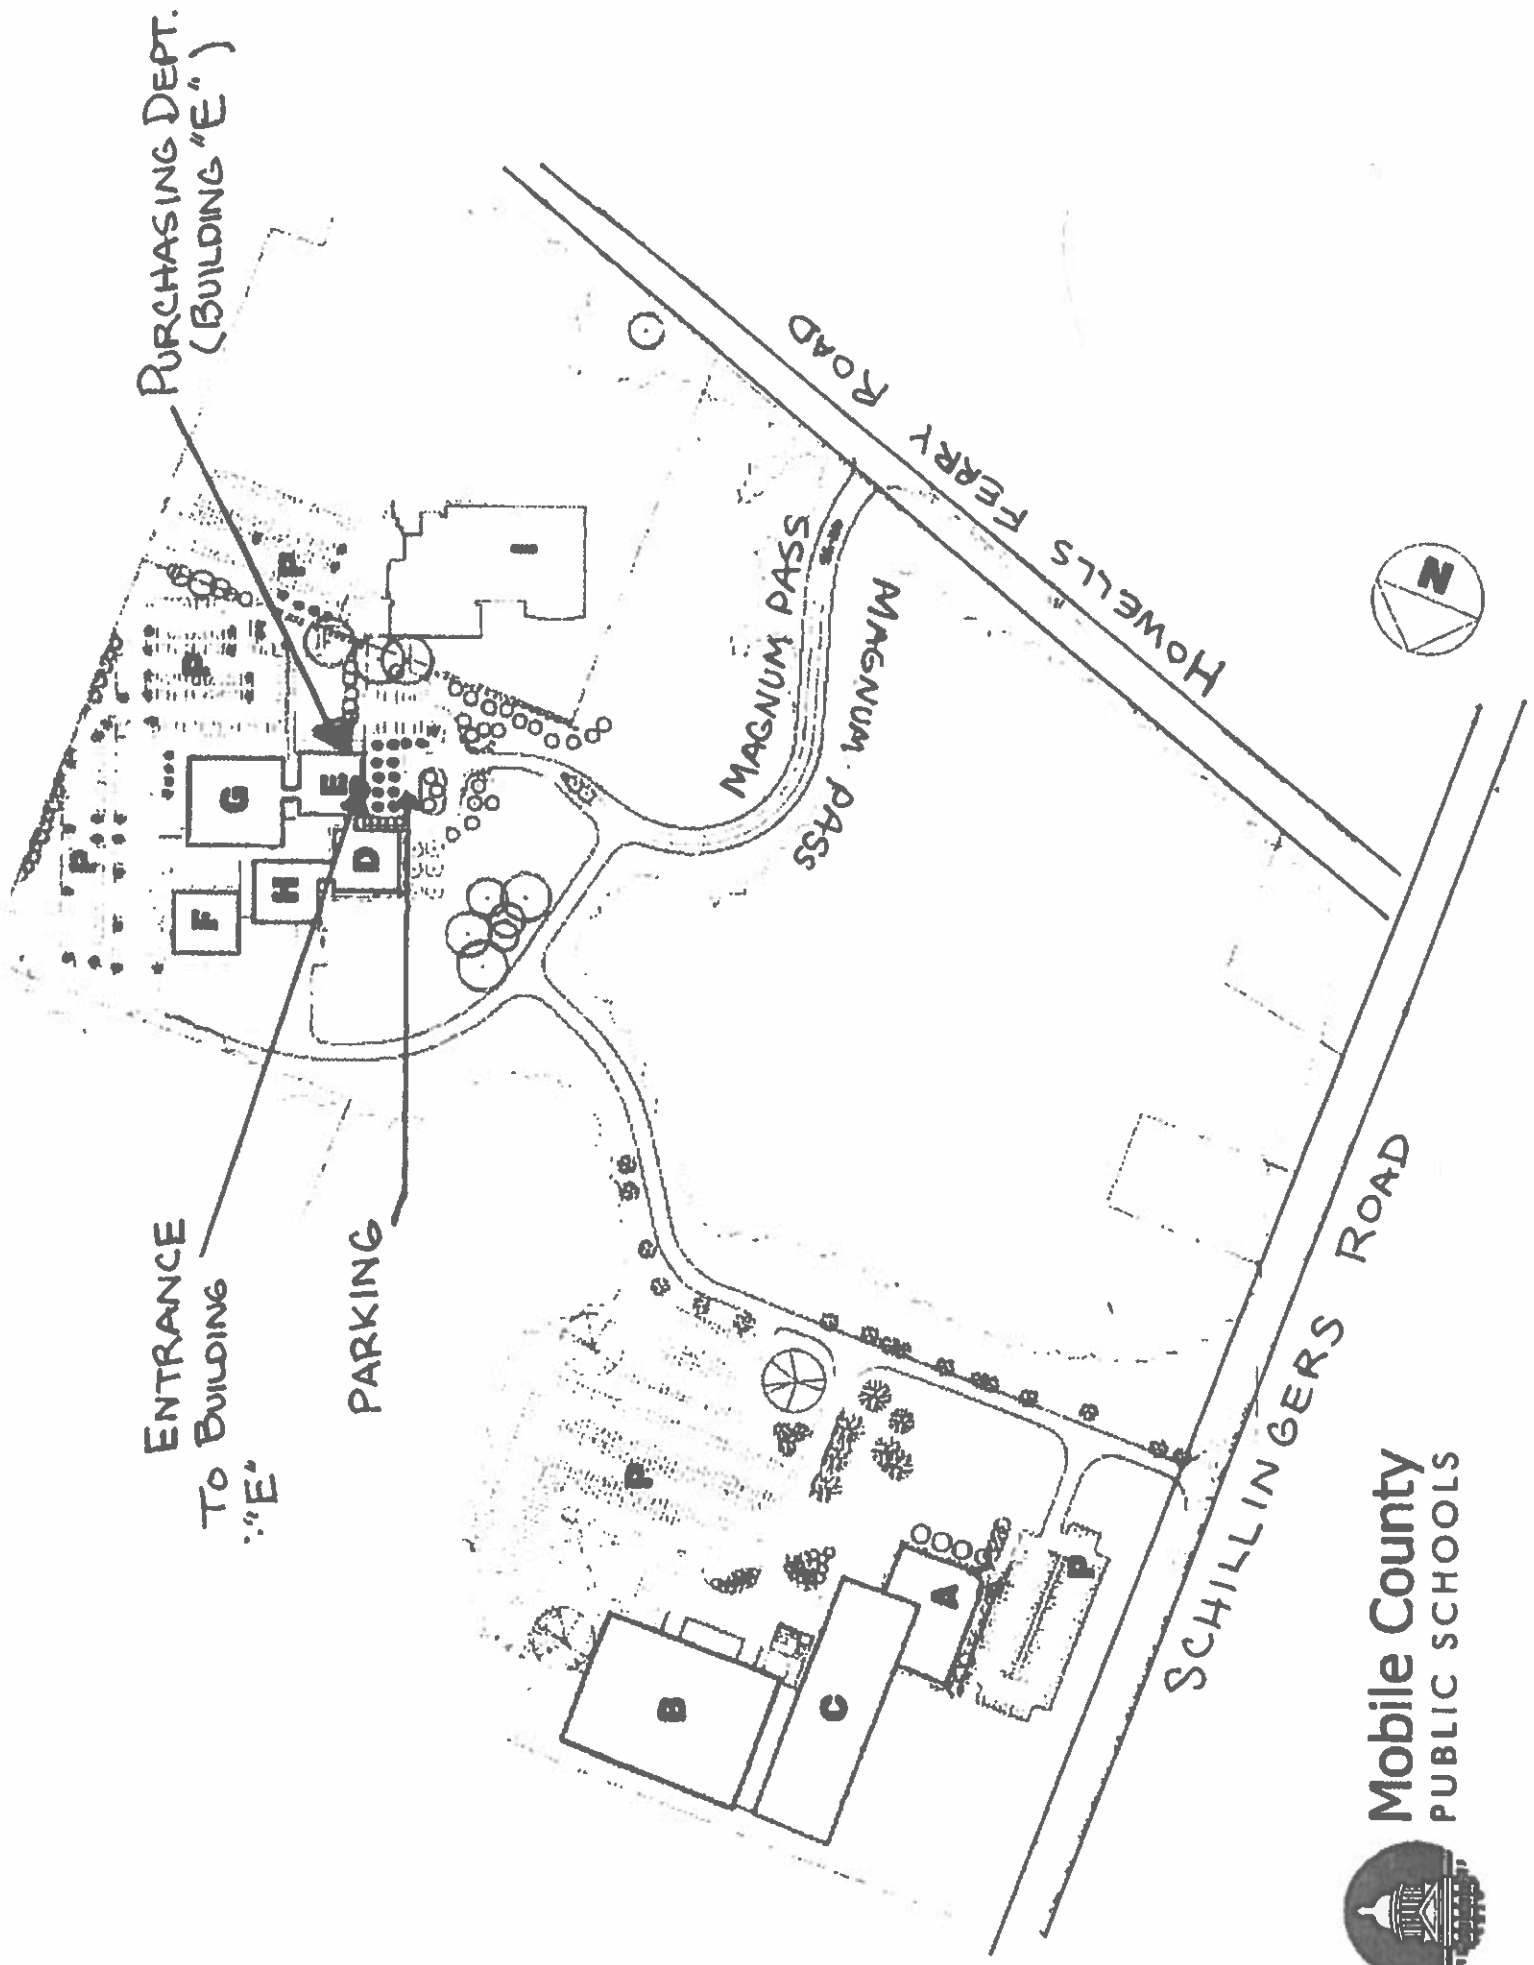 PURCHASING DEPT.
(BUILDING "E")
ENTRANCE
TO BUILDING
"E"
PARKING
P
P
P
G
E
F
H
D
I
MAGNUM PASS
MAGNUM PASS
HOWELLS FERRY ROAD
N
P
B
C
A
P
SCHILLINGERS ROAD
Mobile County
PUBLIC SCHOOLS